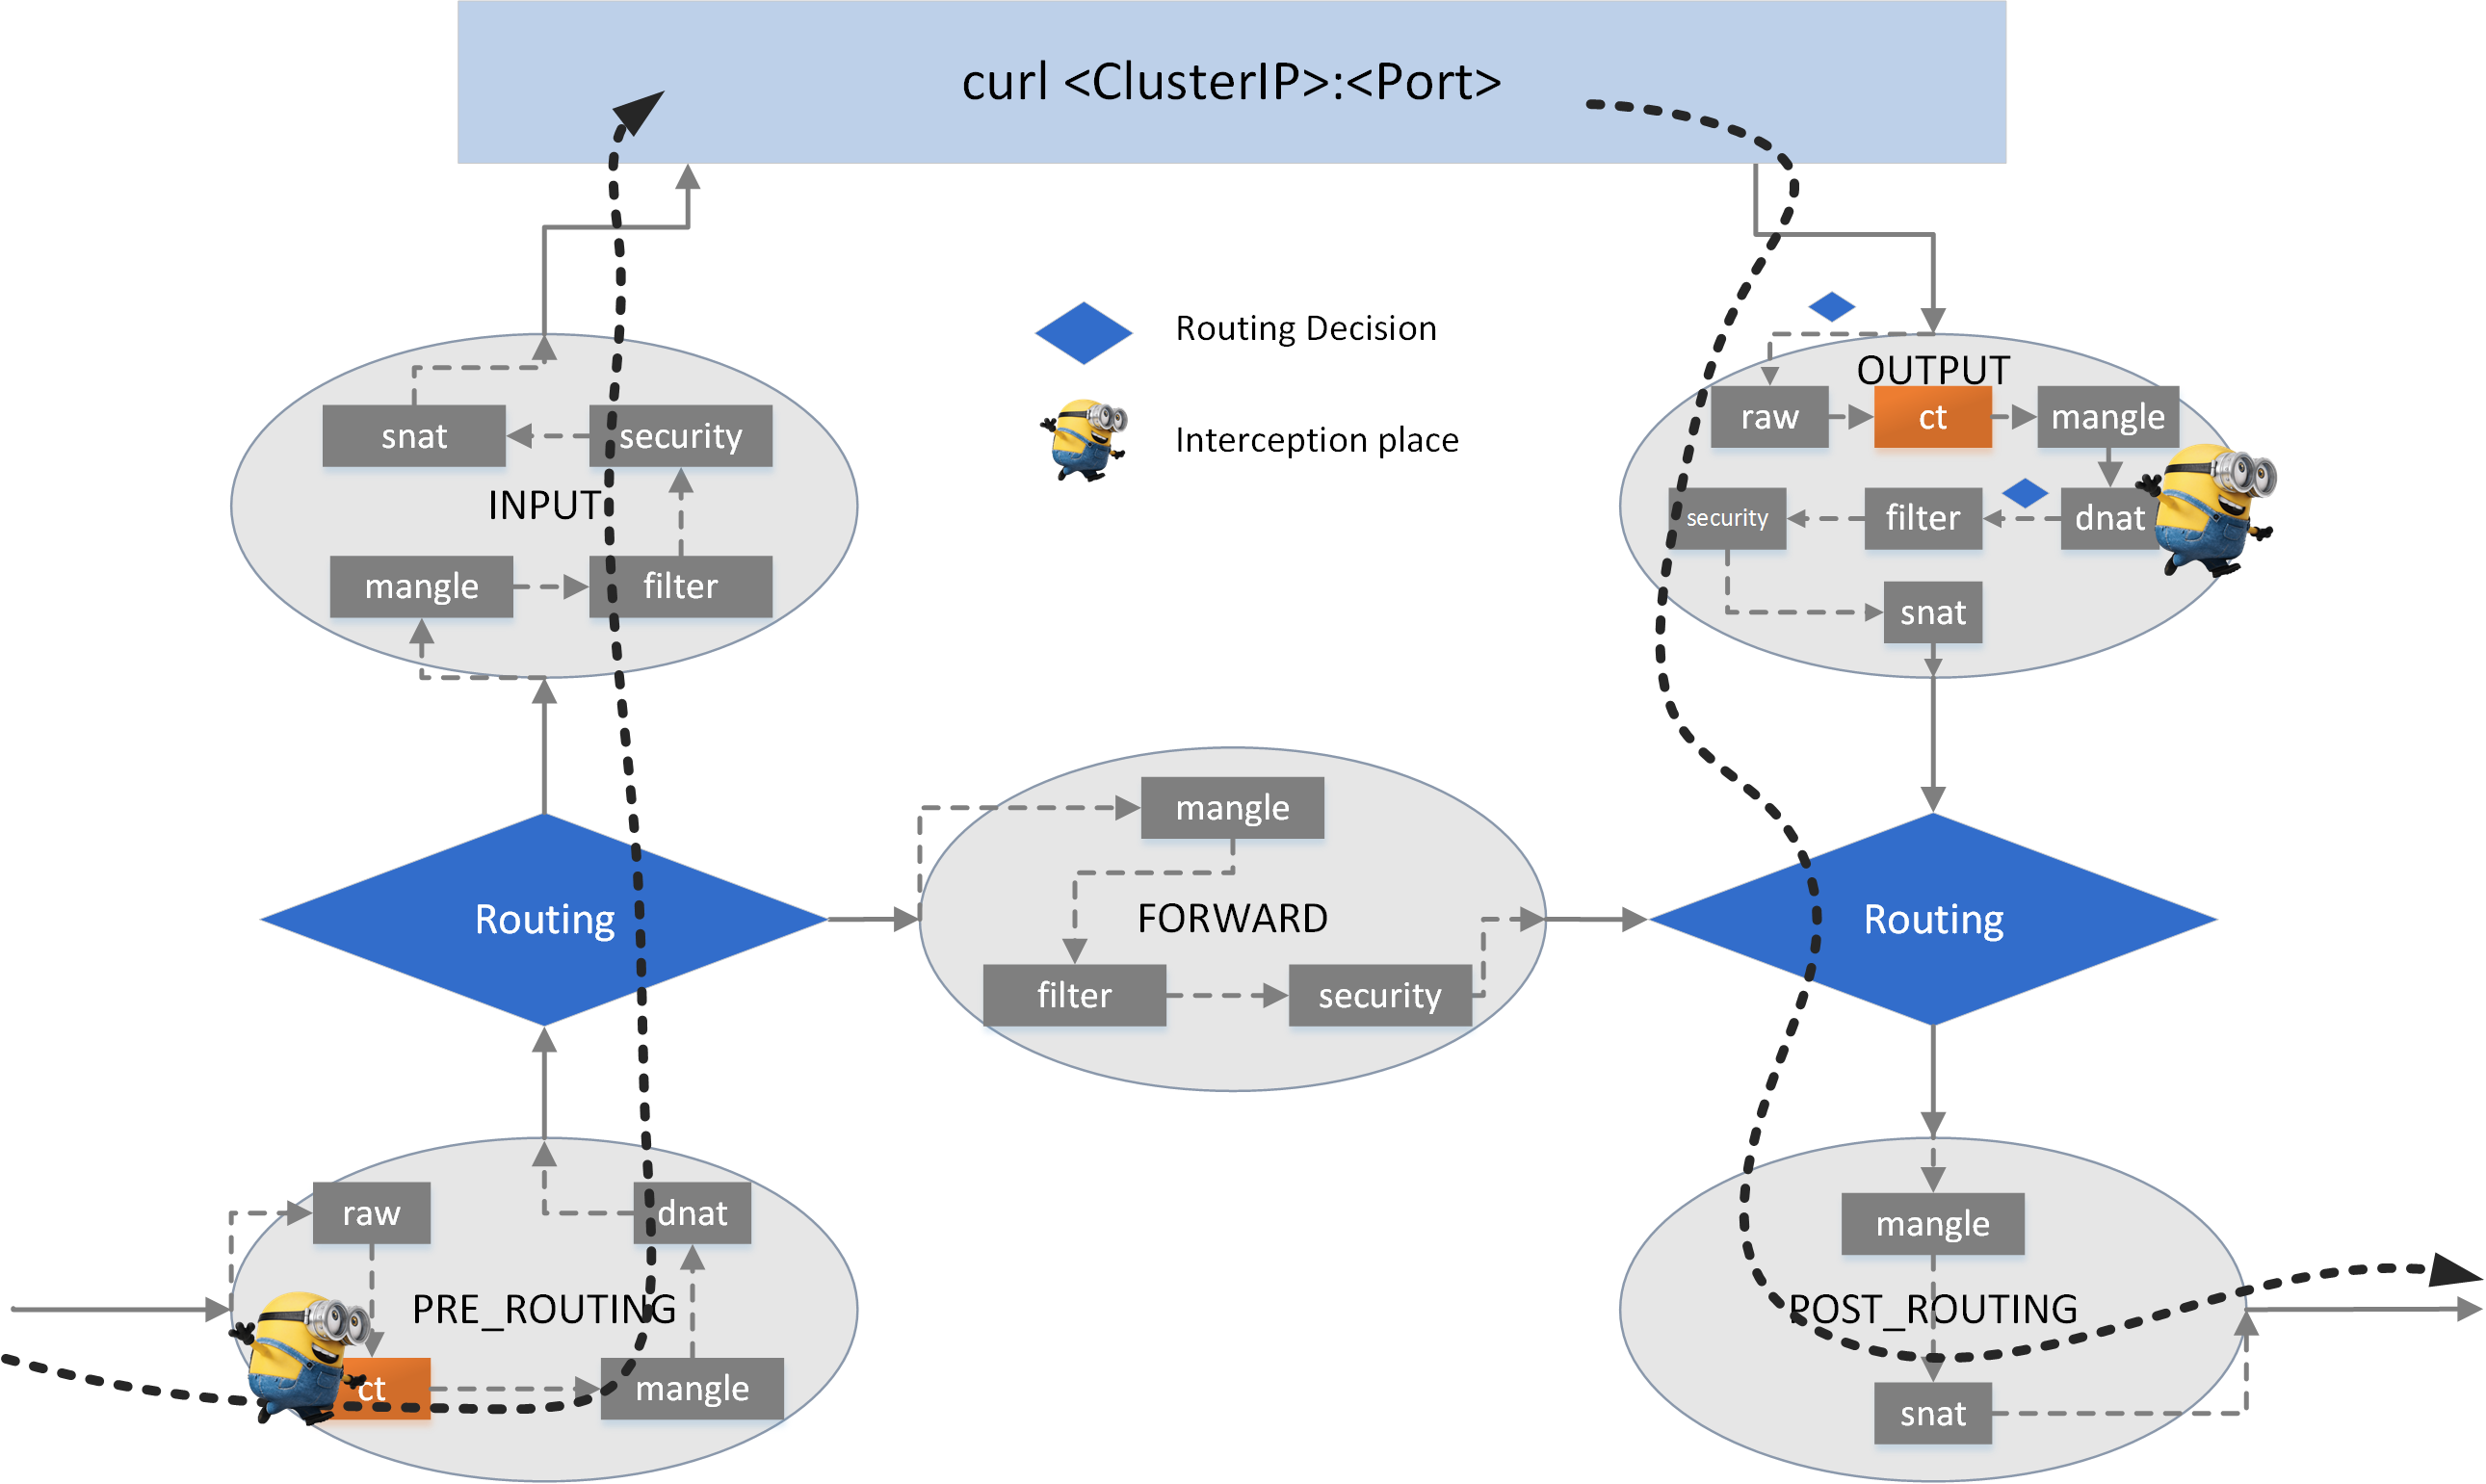 curl <ClusterIP>:<Port>
Routing Decision
Interception place
snat
security
INPUT
mangle
filter
OUTPUT
raw
ct
mangle
security
filter
dnat
snat
Routing
mangle
FORWARD
filter
security
Routing
raw
dnat
PRE_ROUTING
ct
mangle
mangle
POST_ROUTING
snat